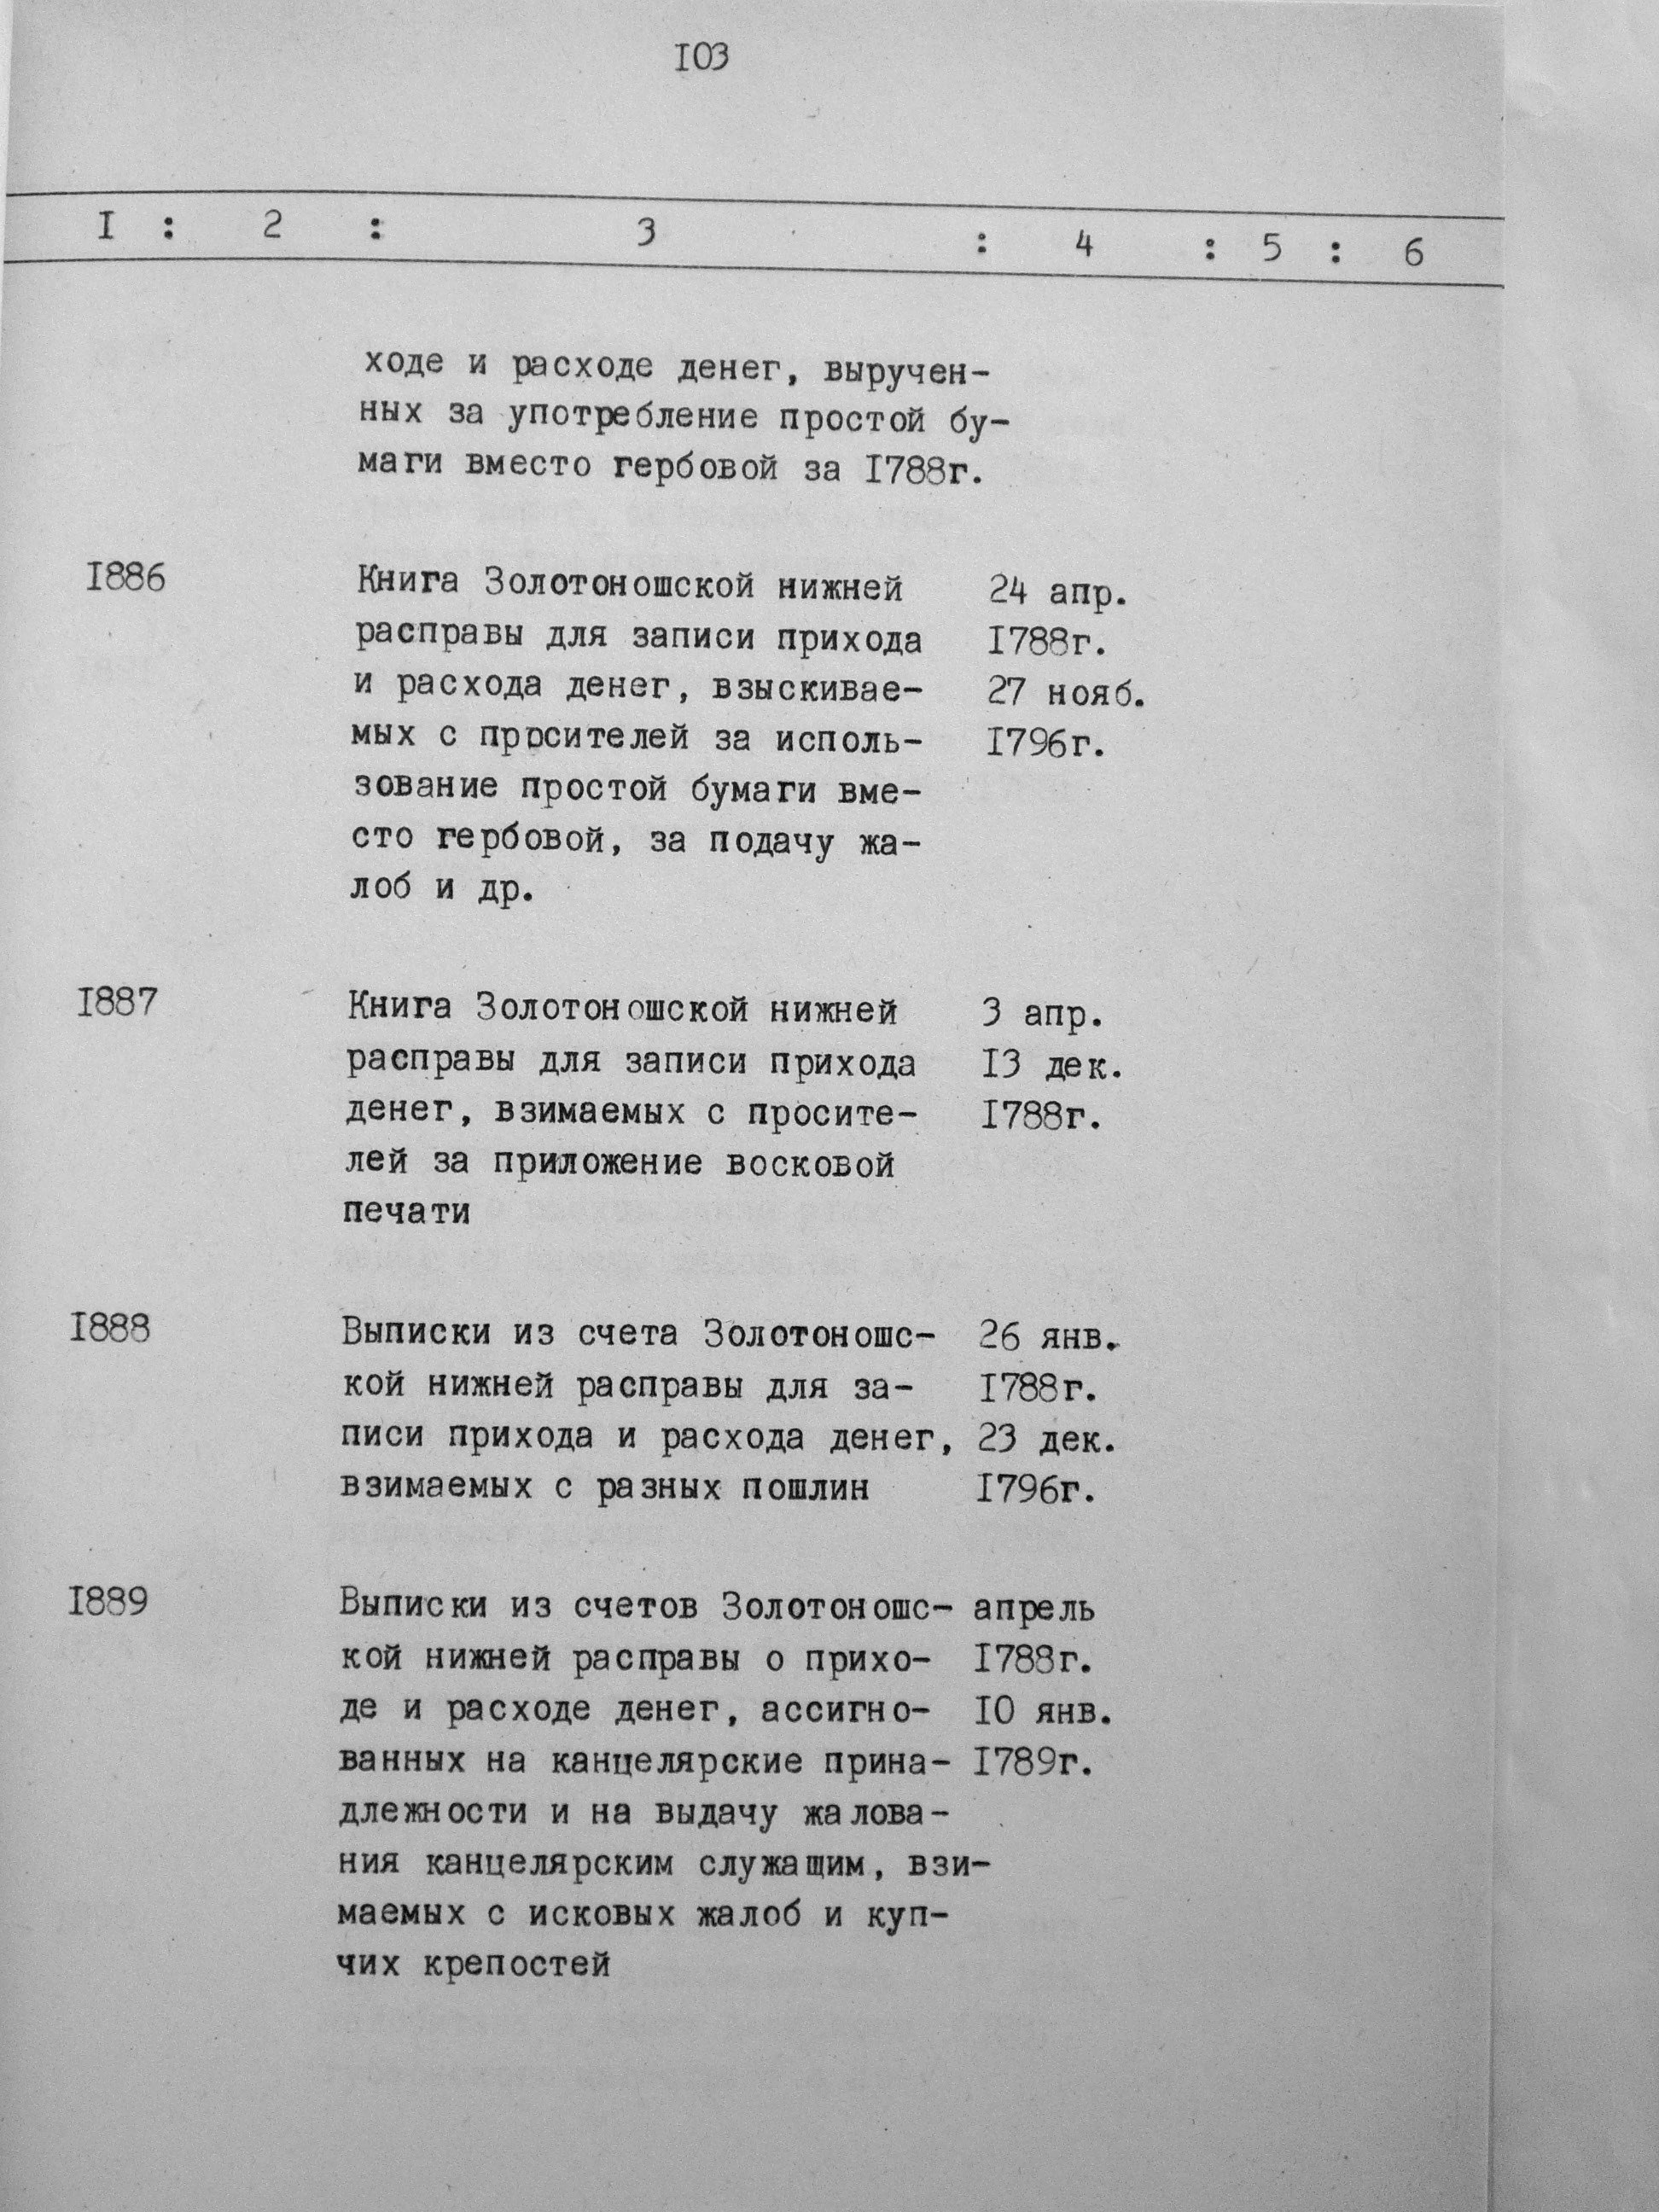 I03
I : 2 : 3 : 4 : 5 : 6
ходе и расходе денег, выручен-
ных за употребление простой бу-
маги вместо гербовой за I788г.
I886 Книга Золотоношской нижней 24 апр.
расправы для записи прихода I788г.
и расхода денег, взыскивае- 27 нояб.
мых с просителей за исполь- I796г.
зование простой бумаги вме-
сто гербовой, за подачу жа-
лоб и др.
I887 Книга Золотоношской нижней 3 апр.
расправы для записи прихода I3 дек.
денег, взимаемых с просите- I788г.
лей за приложение восковой
печати
I888 Выписки из счета Золотоношс- 26 янв.
кой нижней расправы для за- I788г.
писи прихода и расхода денег, 23 дек.
взимаемых с разных пошлин I796г.
I889 Выписки из счетов Золотоношс- апрель
кой нижней расправы о прихо- I788г.
де и расходе денег, ассигно- I0 янв.
ванных на канцелярские прина- I789г.
длежности и на выдачу жалова-
ния канцелярским служащим, взи-
маемых с исковых жалоб и куп-
чих крепостей